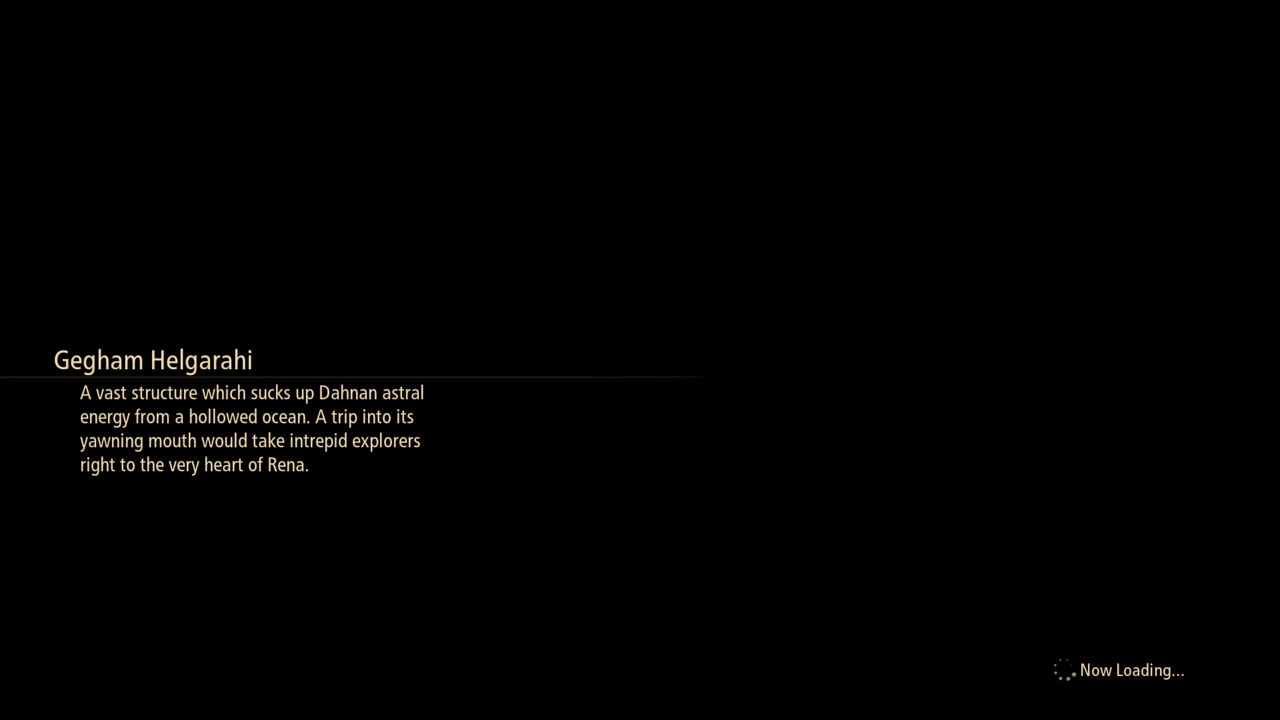 Gegham Helgarahi
A vast structure which sucks up Dahnan astral
energy from a hollowed ocean. A trip into its
yawning mouth would take intrepid explorers
right to the very heart of Rena.
Now Loading...